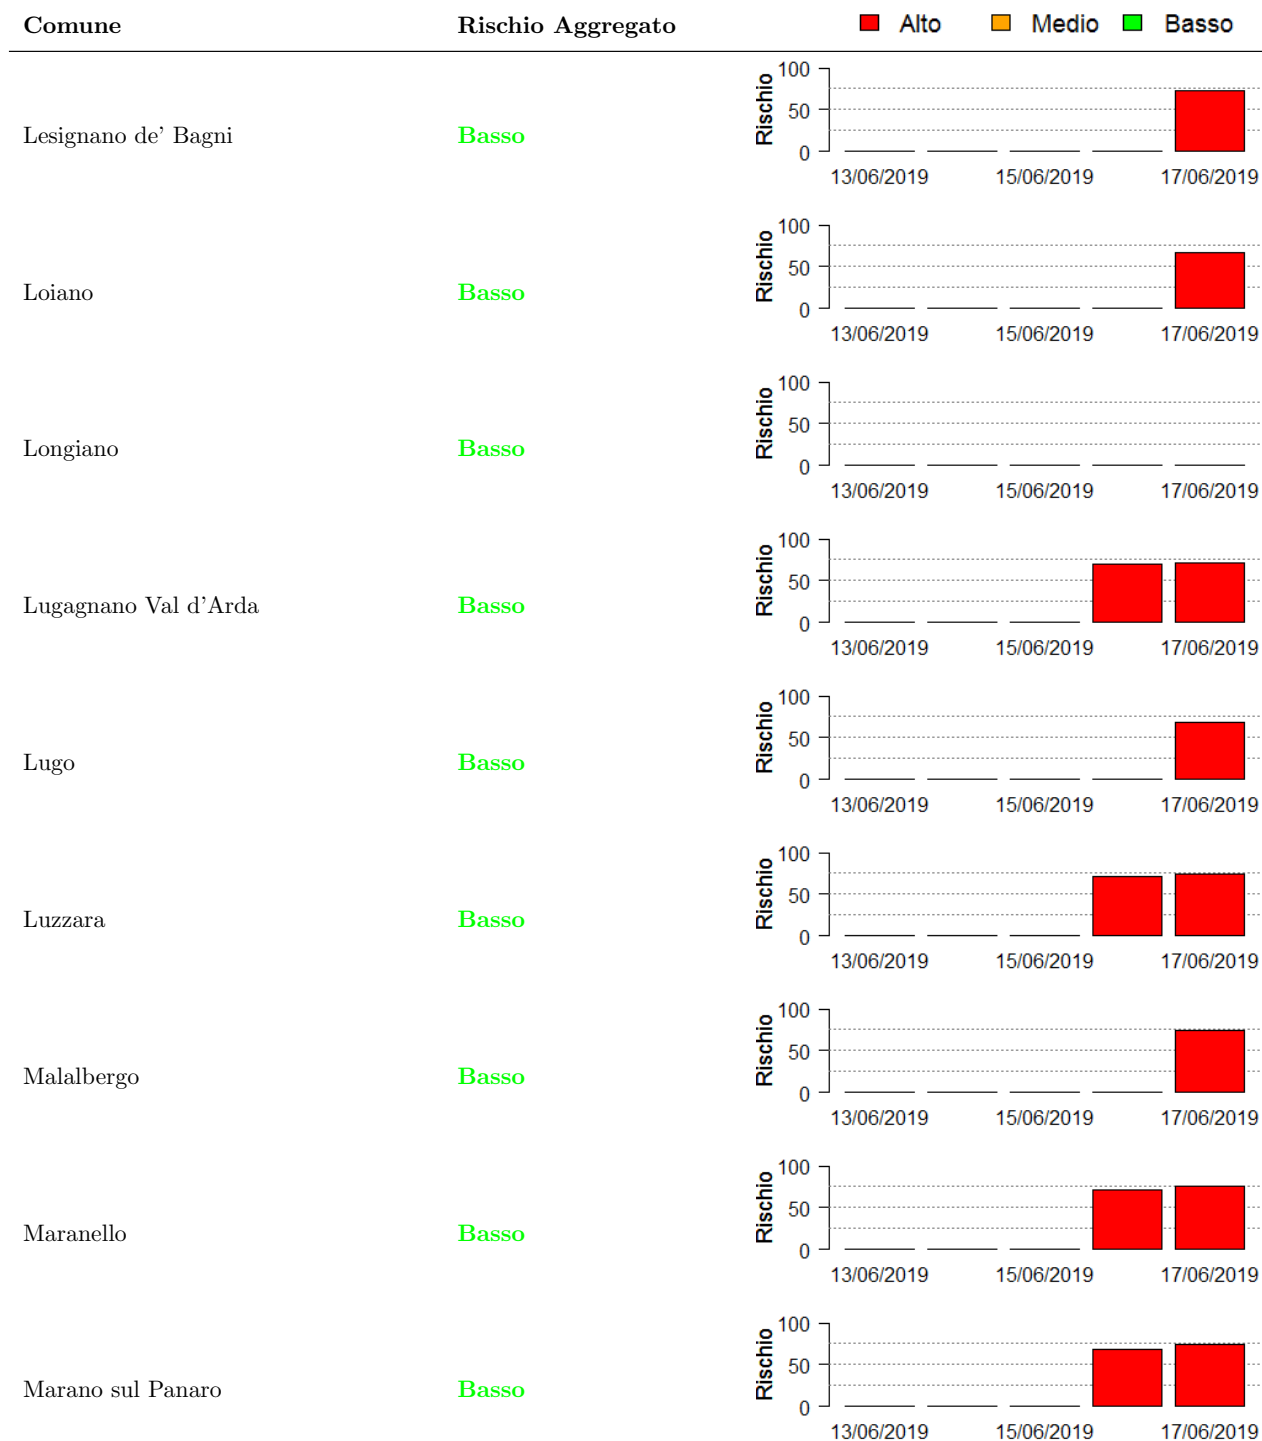 Comune Rischio Aggregato Alto Medio Basso
Lesignano de' Bagni Basso Rischio 100 50 0
13/06/2019 15/06/2019 17/06/2019
Loiano Basso Rischio 100 50 0
13/06/2019 15/06/2019 17/06/2019
Longiano Basso Rischio 100 50 0
13/06/2019 15/06/2019 17/06/2019
Lugagnano Val d'Arda Basso Rischio 100 50 0
13/06/2019 15/06/2019 17/06/2019
Lugo Basso Rischio 100 50 0
13/06/2019 15/06/2019 17/06/2019
Luzzara Basso Rischio 100 50 0
13/06/2019 15/06/2019 17/06/2019
Malalbergo Basso Rischio 100 50 0
13/06/2019 15/06/2019 17/06/2019
Maranello Basso Rischio 100 50 0
13/06/2019 15/06/2019 17/06/2019
Marano sul Panaro Basso Rischio 100 50 0
13/06/2019 15/06/2019 17/06/2019